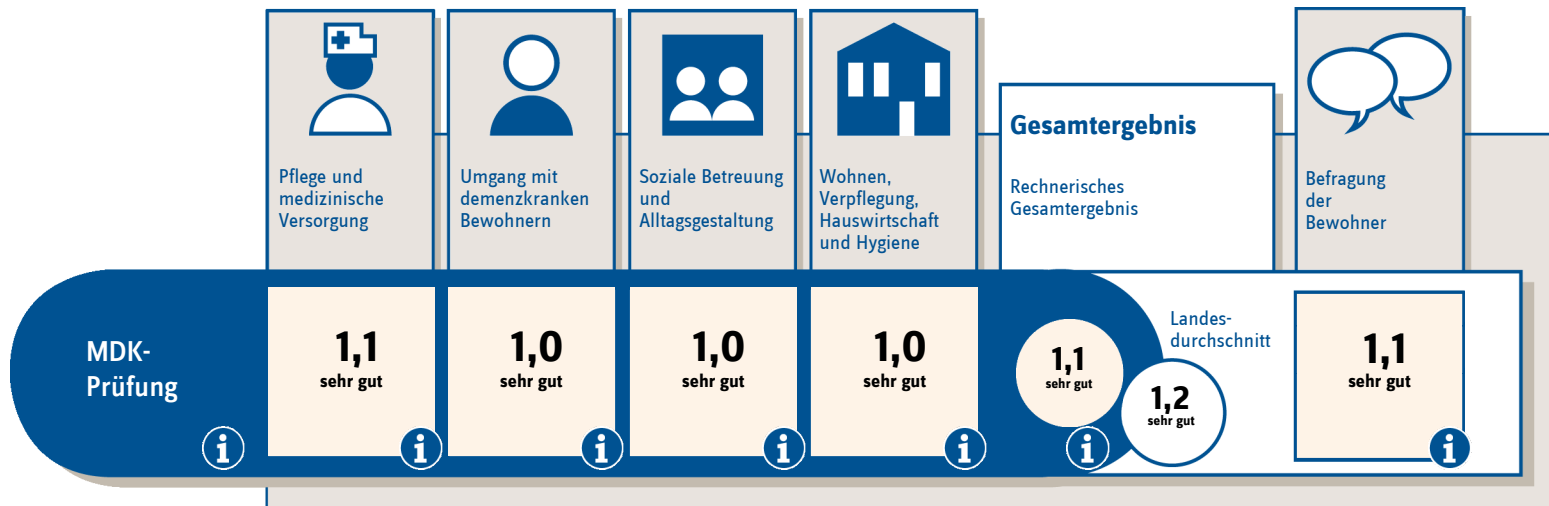 Pflege und
medizinische
Versorgung
Umgang mit
demenzkranken
Bewohnern
Soziale Betreuung
und
Alltagsgestaltung
Wohnen,
Verpflegung,
Hauswirtschaft
und Hygiene
Gesamtergebnis
Rechnerisches
Gesamtergebnis
Befragung
der
Bewohner
MDK-
Prüfung
i
1,1
sehr gut
i
1,0
sehr gut
i
1,0
sehr gut
i
1,0
sehr gut
i
1,1
sehr gut
i
Landes-
durchschnitt
1,2
sehr gut
1,1
sehr gut
i